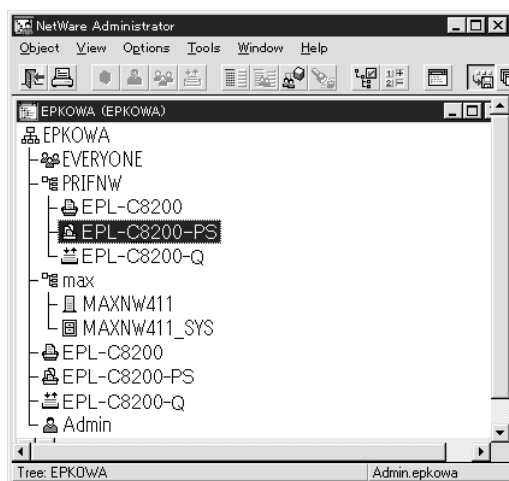 NetWare Administrator
Object View Options Tools Window Help
EPKOWA (EPKOWA)
EPKOWA
EVERYONE
PRIFNW
EPL-C8200
EPL-C8200-PS
EPL-C8200-Q
max
MAXNW411
MAXNW411_SYS
EPL-C8200
EPL-C8200-PS
EPL-C8200-Q
Admin
Tree: EPKOWA Admin.epkowa